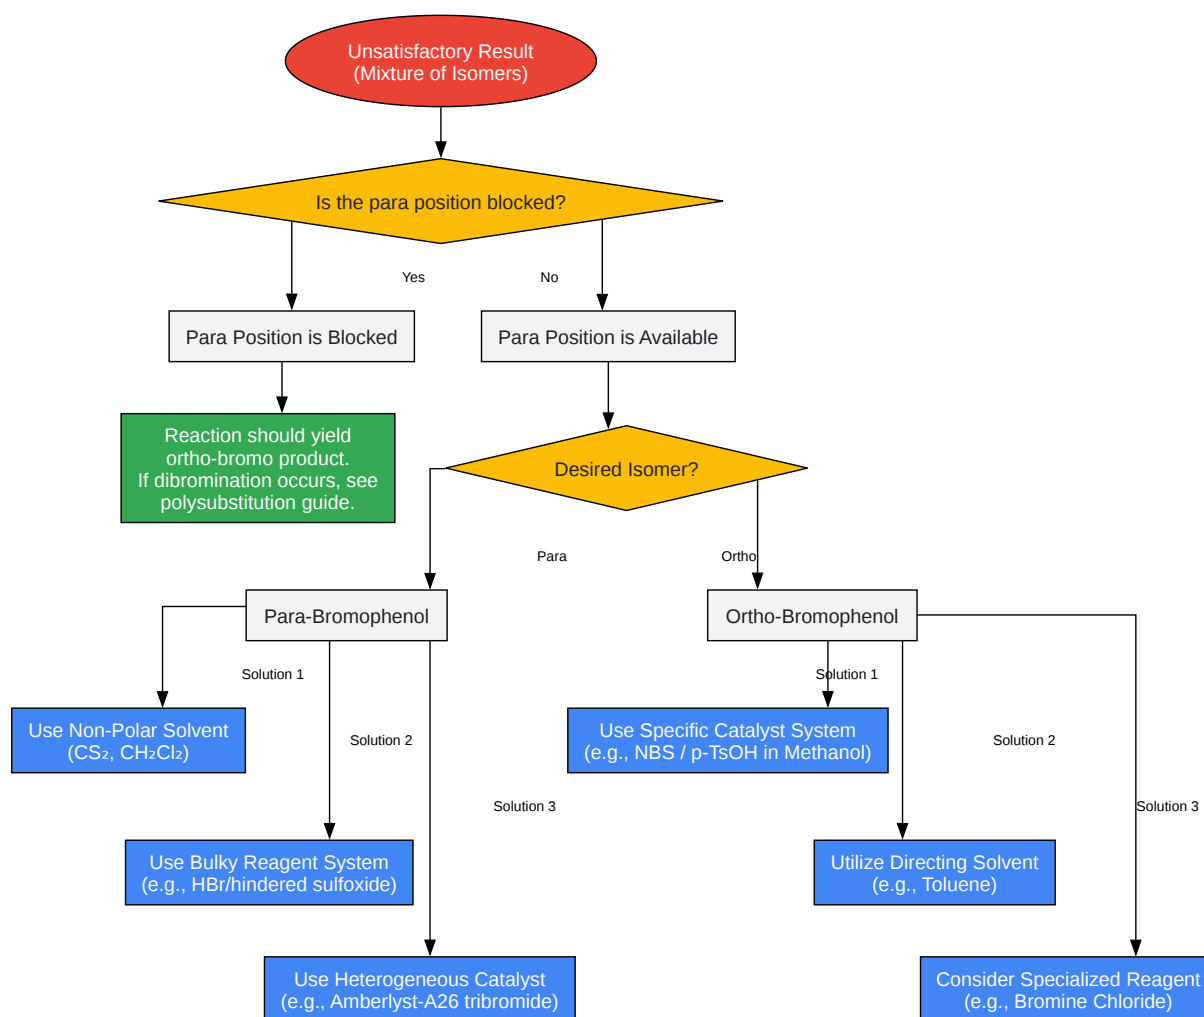 Unsatisfactory Result
(Mixture of Isomers)
Is the para position blocked?
Yes
No
Para Position is Blocked
Para Position is Available
Reaction should yield
ortho-bromo product.
If dibromination occurs, see
polysubstitution guide.
Desired Isomer?
Para
Ortho
Para-Bromophenol
Ortho-Bromophenol
Solution 1
Solution 1
Use Non-Polar Solvent
(CS₂, CH₂Cl₂)
Use Specific Catalyst System
(e.g., NBS / p-TsOH in Methanol)
Solution 2
Solution 2
Solution 3
Solution 3
Use Bulky Reagent System
(e.g., HBr/hindered sulfoxide)
Utilize Directing Solvent
(e.g., Toluene)
Use Heterogeneous Catalyst
(e.g., Amberlyst-A26 tribromide)
Consider Specialized Reagent
(e.g., Bromine Chloride)